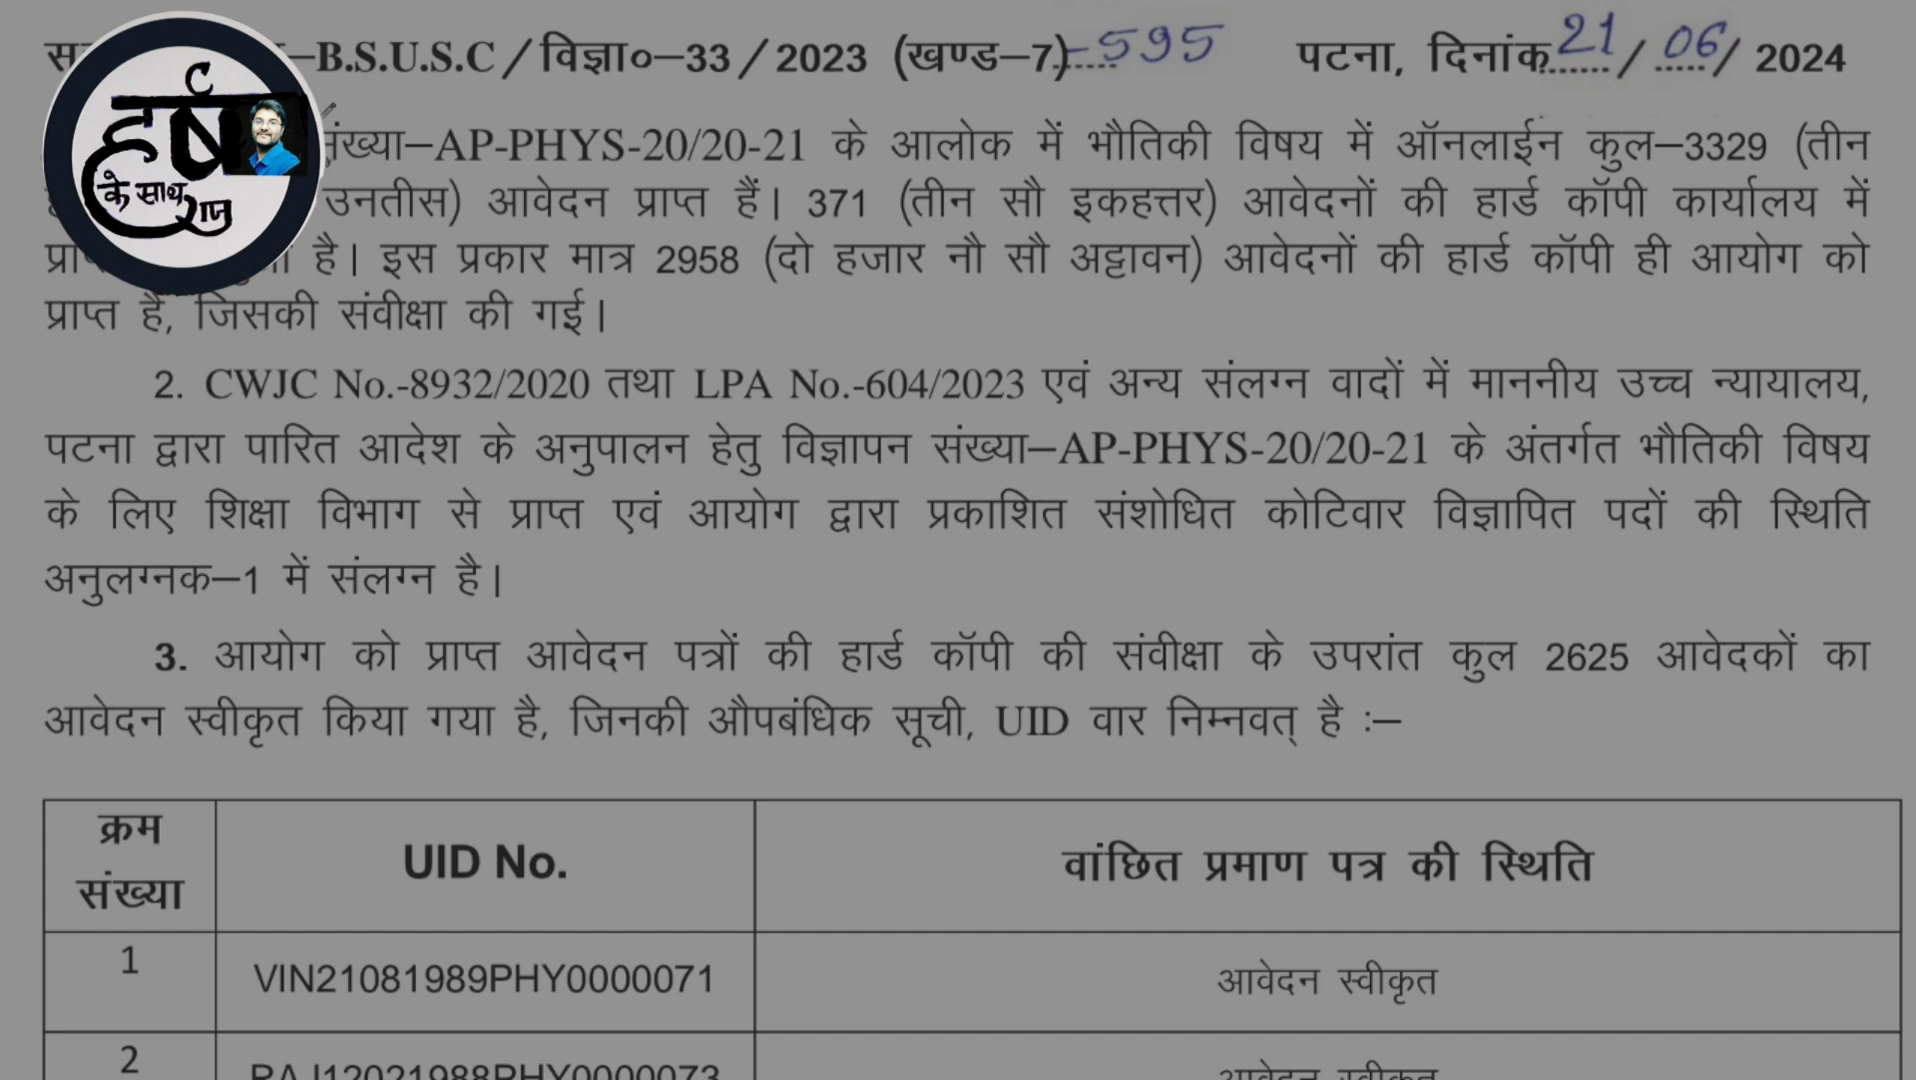 –B.S.U.S.C / विज्ञा०–33 / 2023 (खण्ड–7)–595 पटना, दिनांक 21 / 06 / 2024
हर्ष
के साथ
राज
संख्या–AP-PHYS-20/20-21 के आलोक में भौतिकी विषय में ऑनलाईन कुल–3329 (तीन
उनतीस) आवेदन प्राप्त हैं। 371 (तीन सौ इकहत्तर) आवेदनों की हार्ड कॉपी कार्यालय में
है। इस प्रकार मात्र 2958 (दो हजार नौ सौ अट्ठावन) आवेदनों की हार्ड कॉपी ही आयोग को
प्राप्त है, जिसकी संवीक्षा की गई।
2. CWJC No.-8932/2020 तथा LPA No.-604/2023 एवं अन्य संलग्न वादों में माननीय उच्च न्यायालय,
पटना द्वारा पारित आदेश के अनुपालन हेतु विज्ञापन संख्या–AP-PHYS-20/20-21 के अंतर्गत भौतिकी विषय
के लिए शिक्षा विभाग से प्राप्त एवं आयोग द्वारा प्रकाशित संशोधित कोटिवार विज्ञापित पदों की स्थिति
अनुलग्नक–1 में संलग्न है।
3. आयोग को प्राप्त आवेदन पत्रों की हार्ड कॉपी की संवीक्षा के उपरांत कुल 2625 आवेदकों का
आवेदन स्वीकृत किया गया है, जिनकी औपबंधिक सूची, UID वार निम्नवत् है :–
क्रम संख्या UID No. वांछित प्रमाण पत्र की स्थिति
1 VIN21081989PHY0000071 आवेदन स्वीकृत
2 RAJ12021988PHY0000073 आवेदन स्वीकृत